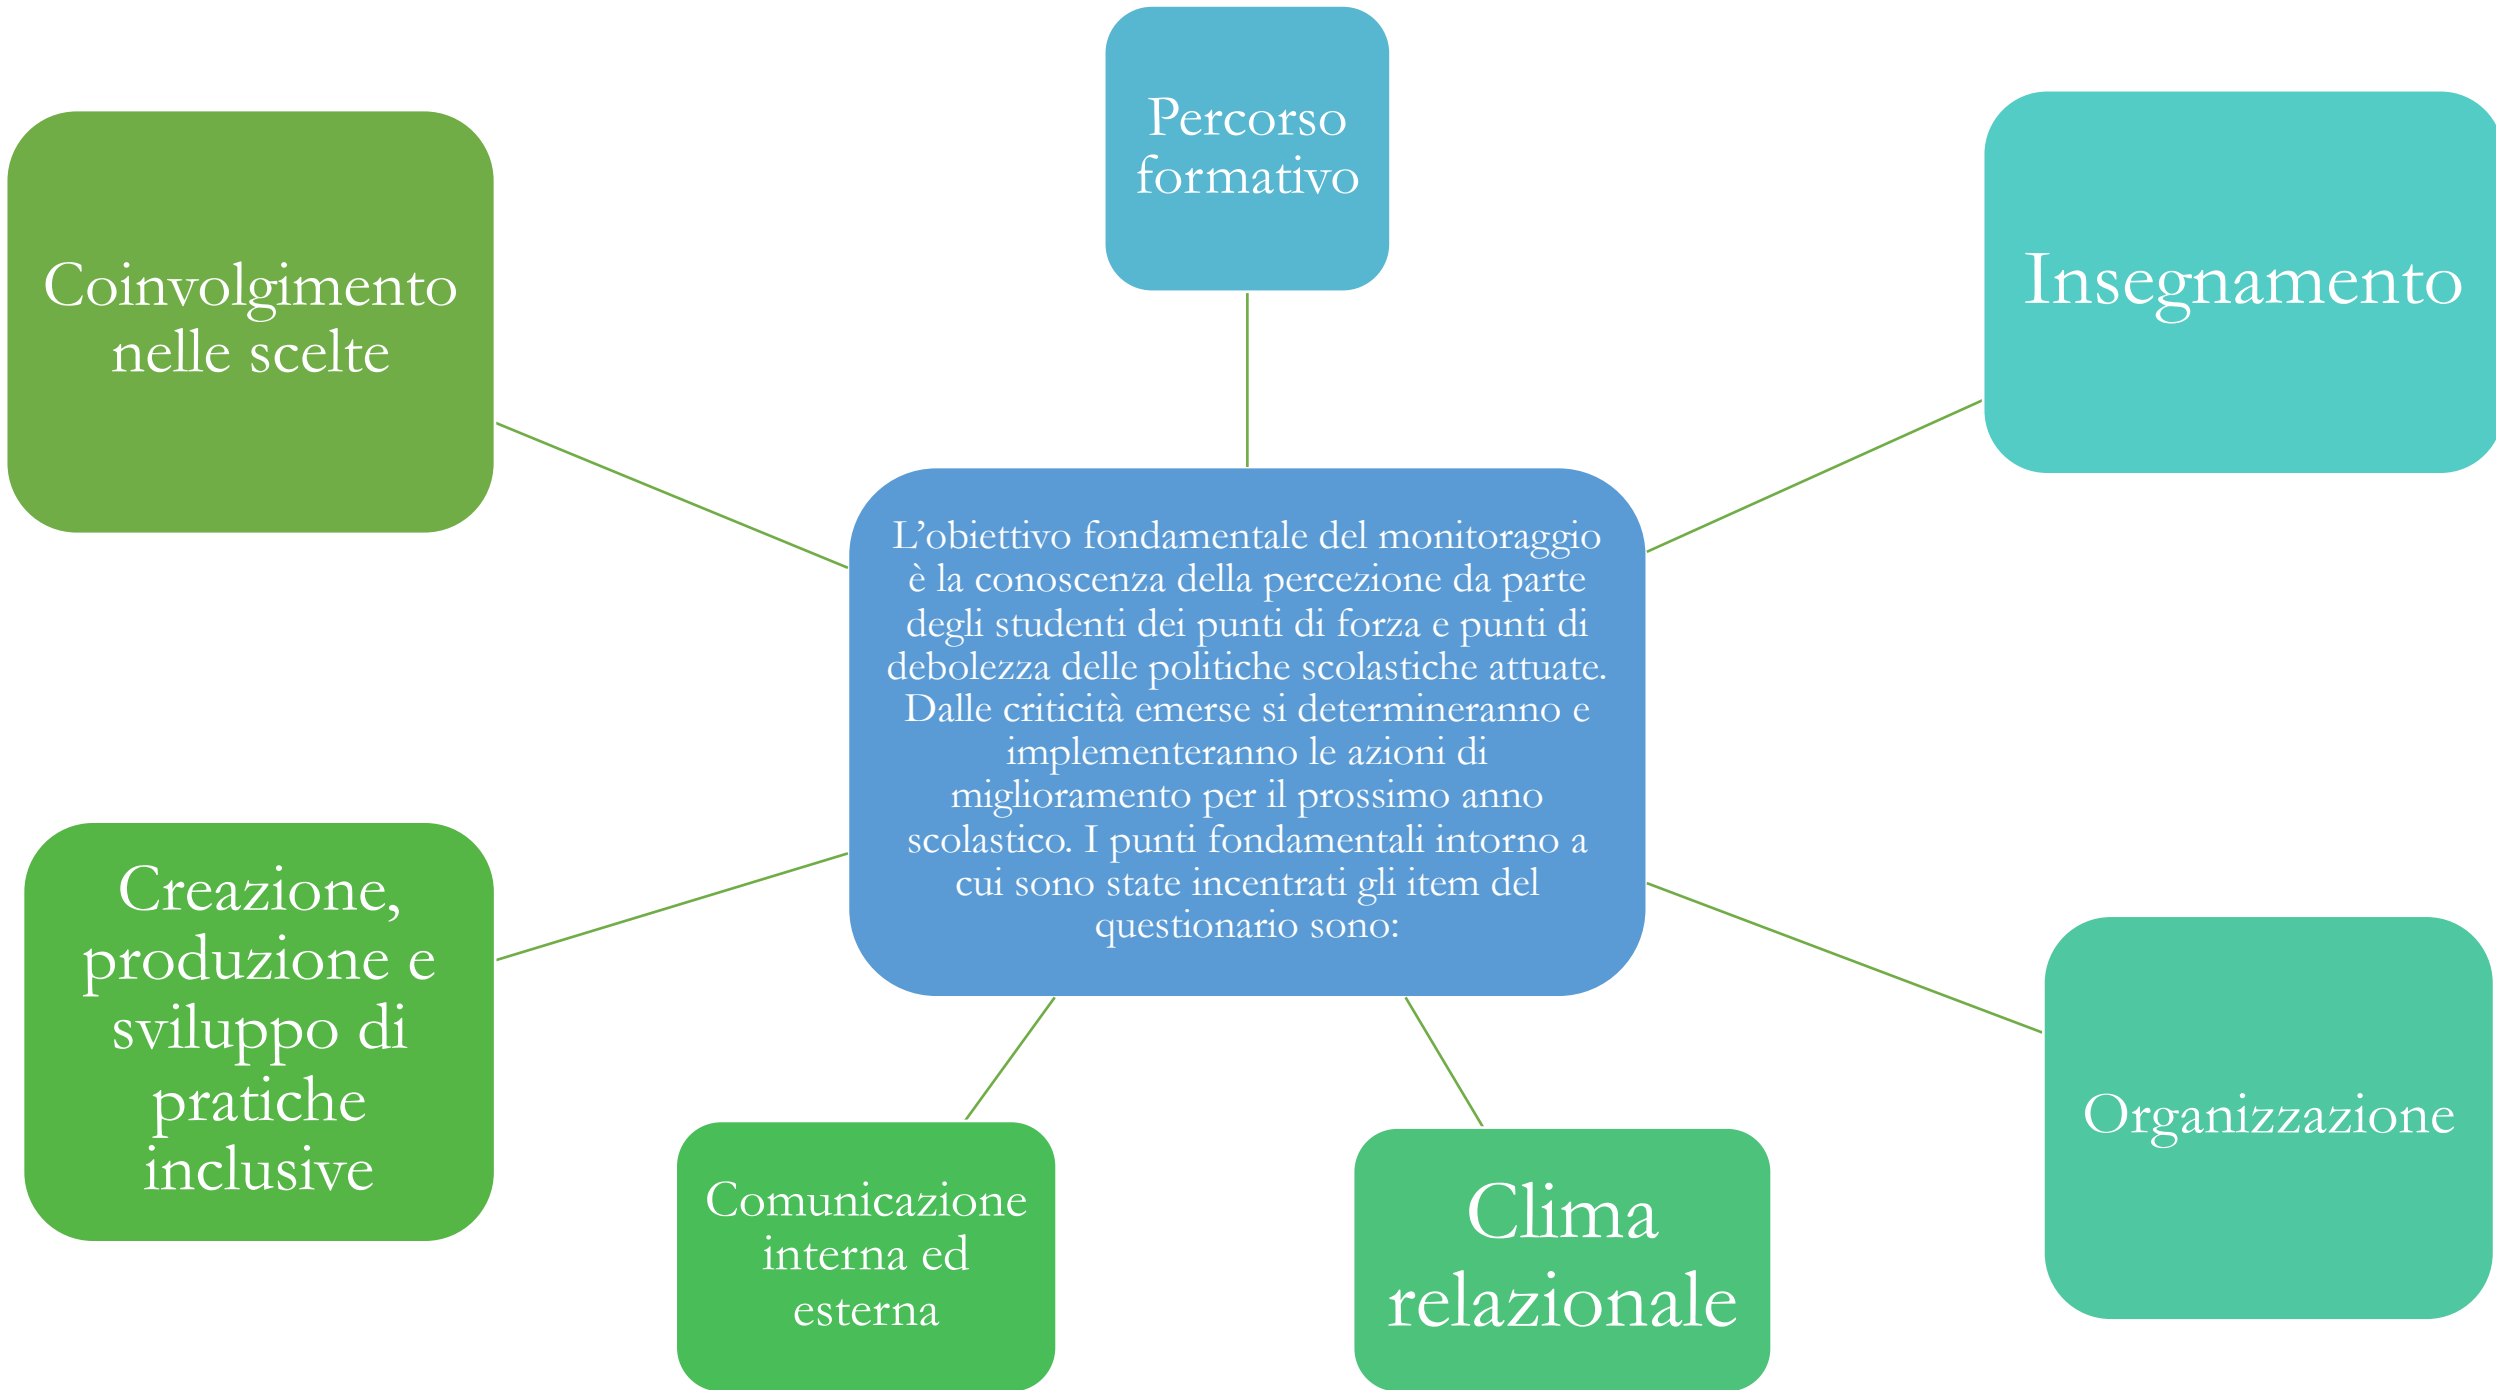 Percorso
formativo
Insegnamento
Coinvolgimento
nelle scelte
L'obiettivo fondamentale del monitoraggio
è la conoscenza della percezione da parte
degli studenti dei punti di forza e punti di
debolezza delle politiche scolastiche attuate.
Dalle criticità emerse si determineranno e
implementeranno le azioni di
miglioramento per il prossimo anno
scolastico. I punti fondamentali intorno a
cui sono state incentrati gli item del
questionario sono:
Creazione,
produzione e
sviluppo di
pratiche
inclusive
Organizzazione
Comunicazione
interna ed
esterna
Clima
relazionale